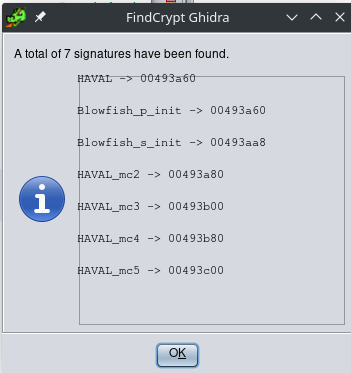 FindCrypt Ghidra
A total of 7 signatures have been found.
HAVAL -> 00493a60
Blowfish_p_init -> 00493a60
Blowfish_s_init -> 00493aa8
HAVAL_mc2 -> 00493a80
HAVAL_mc3 -> 00493b00
HAVAL_mc4 -> 00493b80
HAVAL_mc5 -> 00493c00
OK